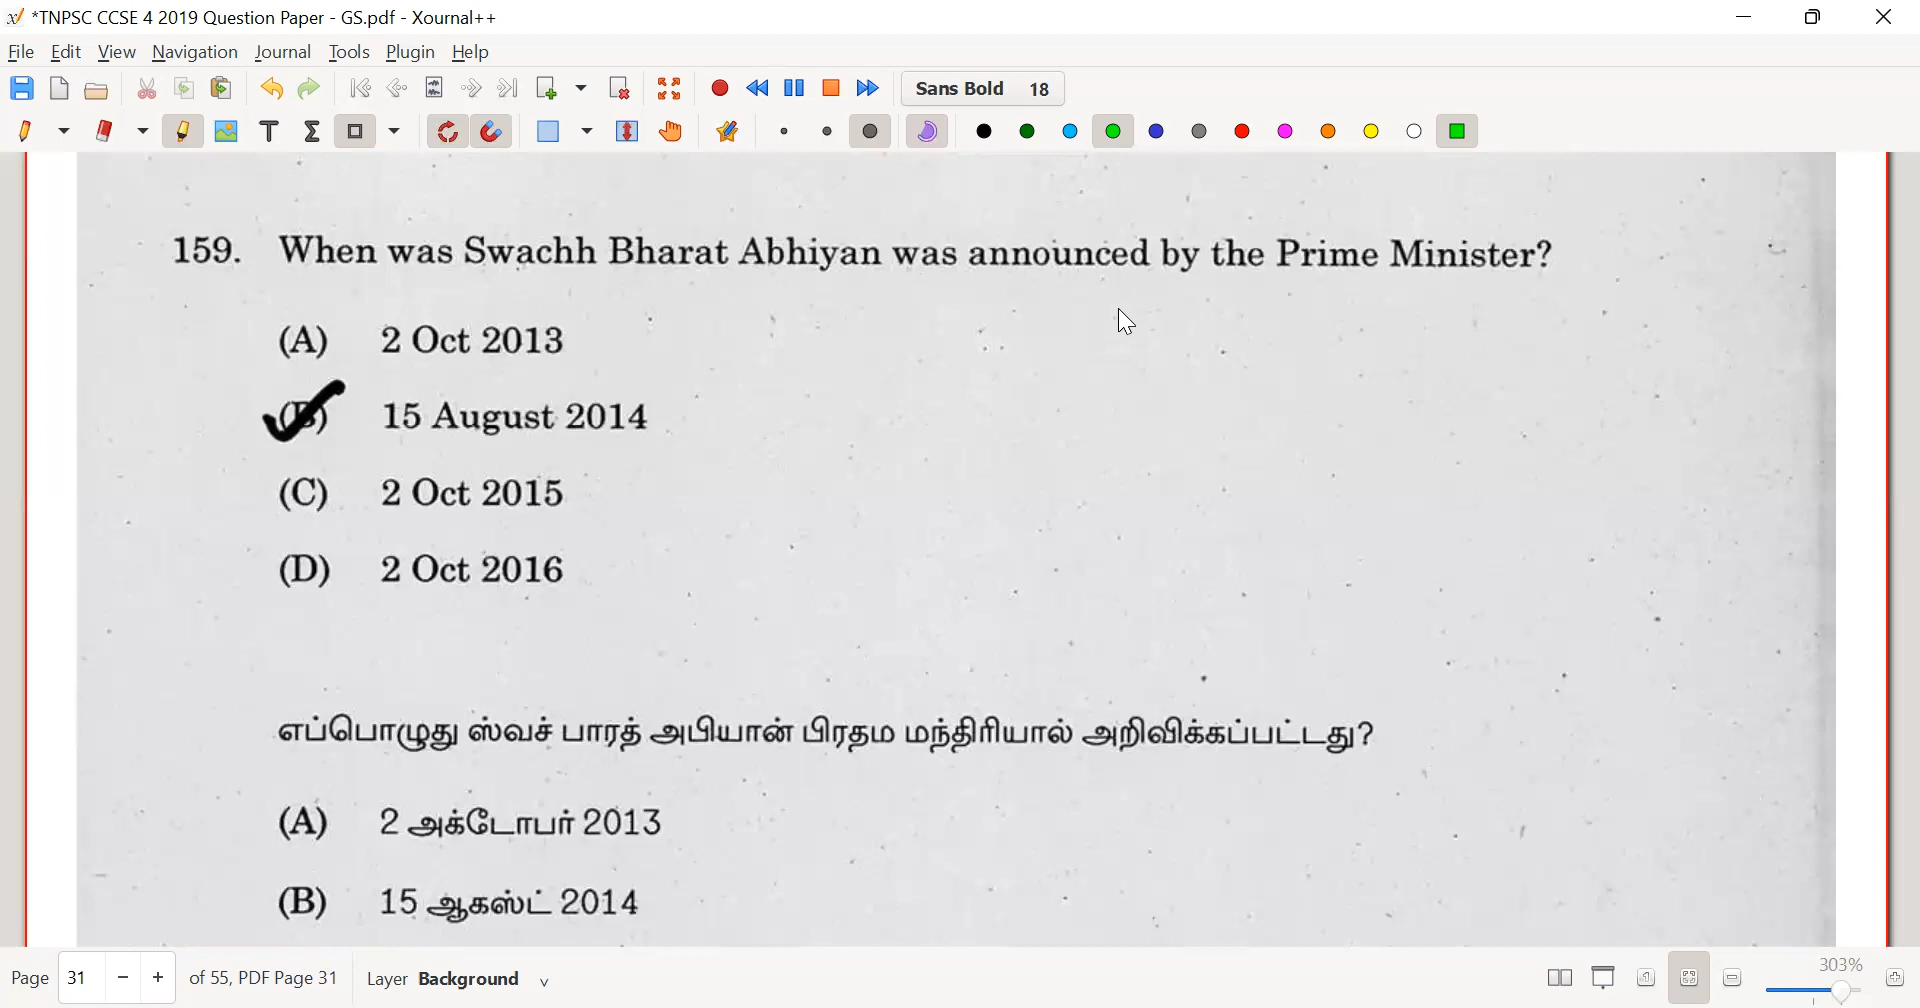 *TNPSC CCSE 4 2019 Question Paper - GS.pdf - Xournal++
File Edit View Navigation Journal Tools Plugin Help
Sans Bold 18
159. When was Swachh Bharat Abhiyan was announced by the Prime Minister?
(A) 2 Oct 2013
(B) 15 August 2014
(C) 2 Oct 2015
(D) 2 Oct 2016
எப்பொழுது ஸ்வச் பாரத் அபியான் பிரதம மந்திரியால் அறிவிக்கப்பட்டது?
(A) 2 அக்டோபர் 2013
(B) 15 ஆகஸ்ட் 2014
Page 31 − + of 55, PDF Page 31 Layer Background 303%